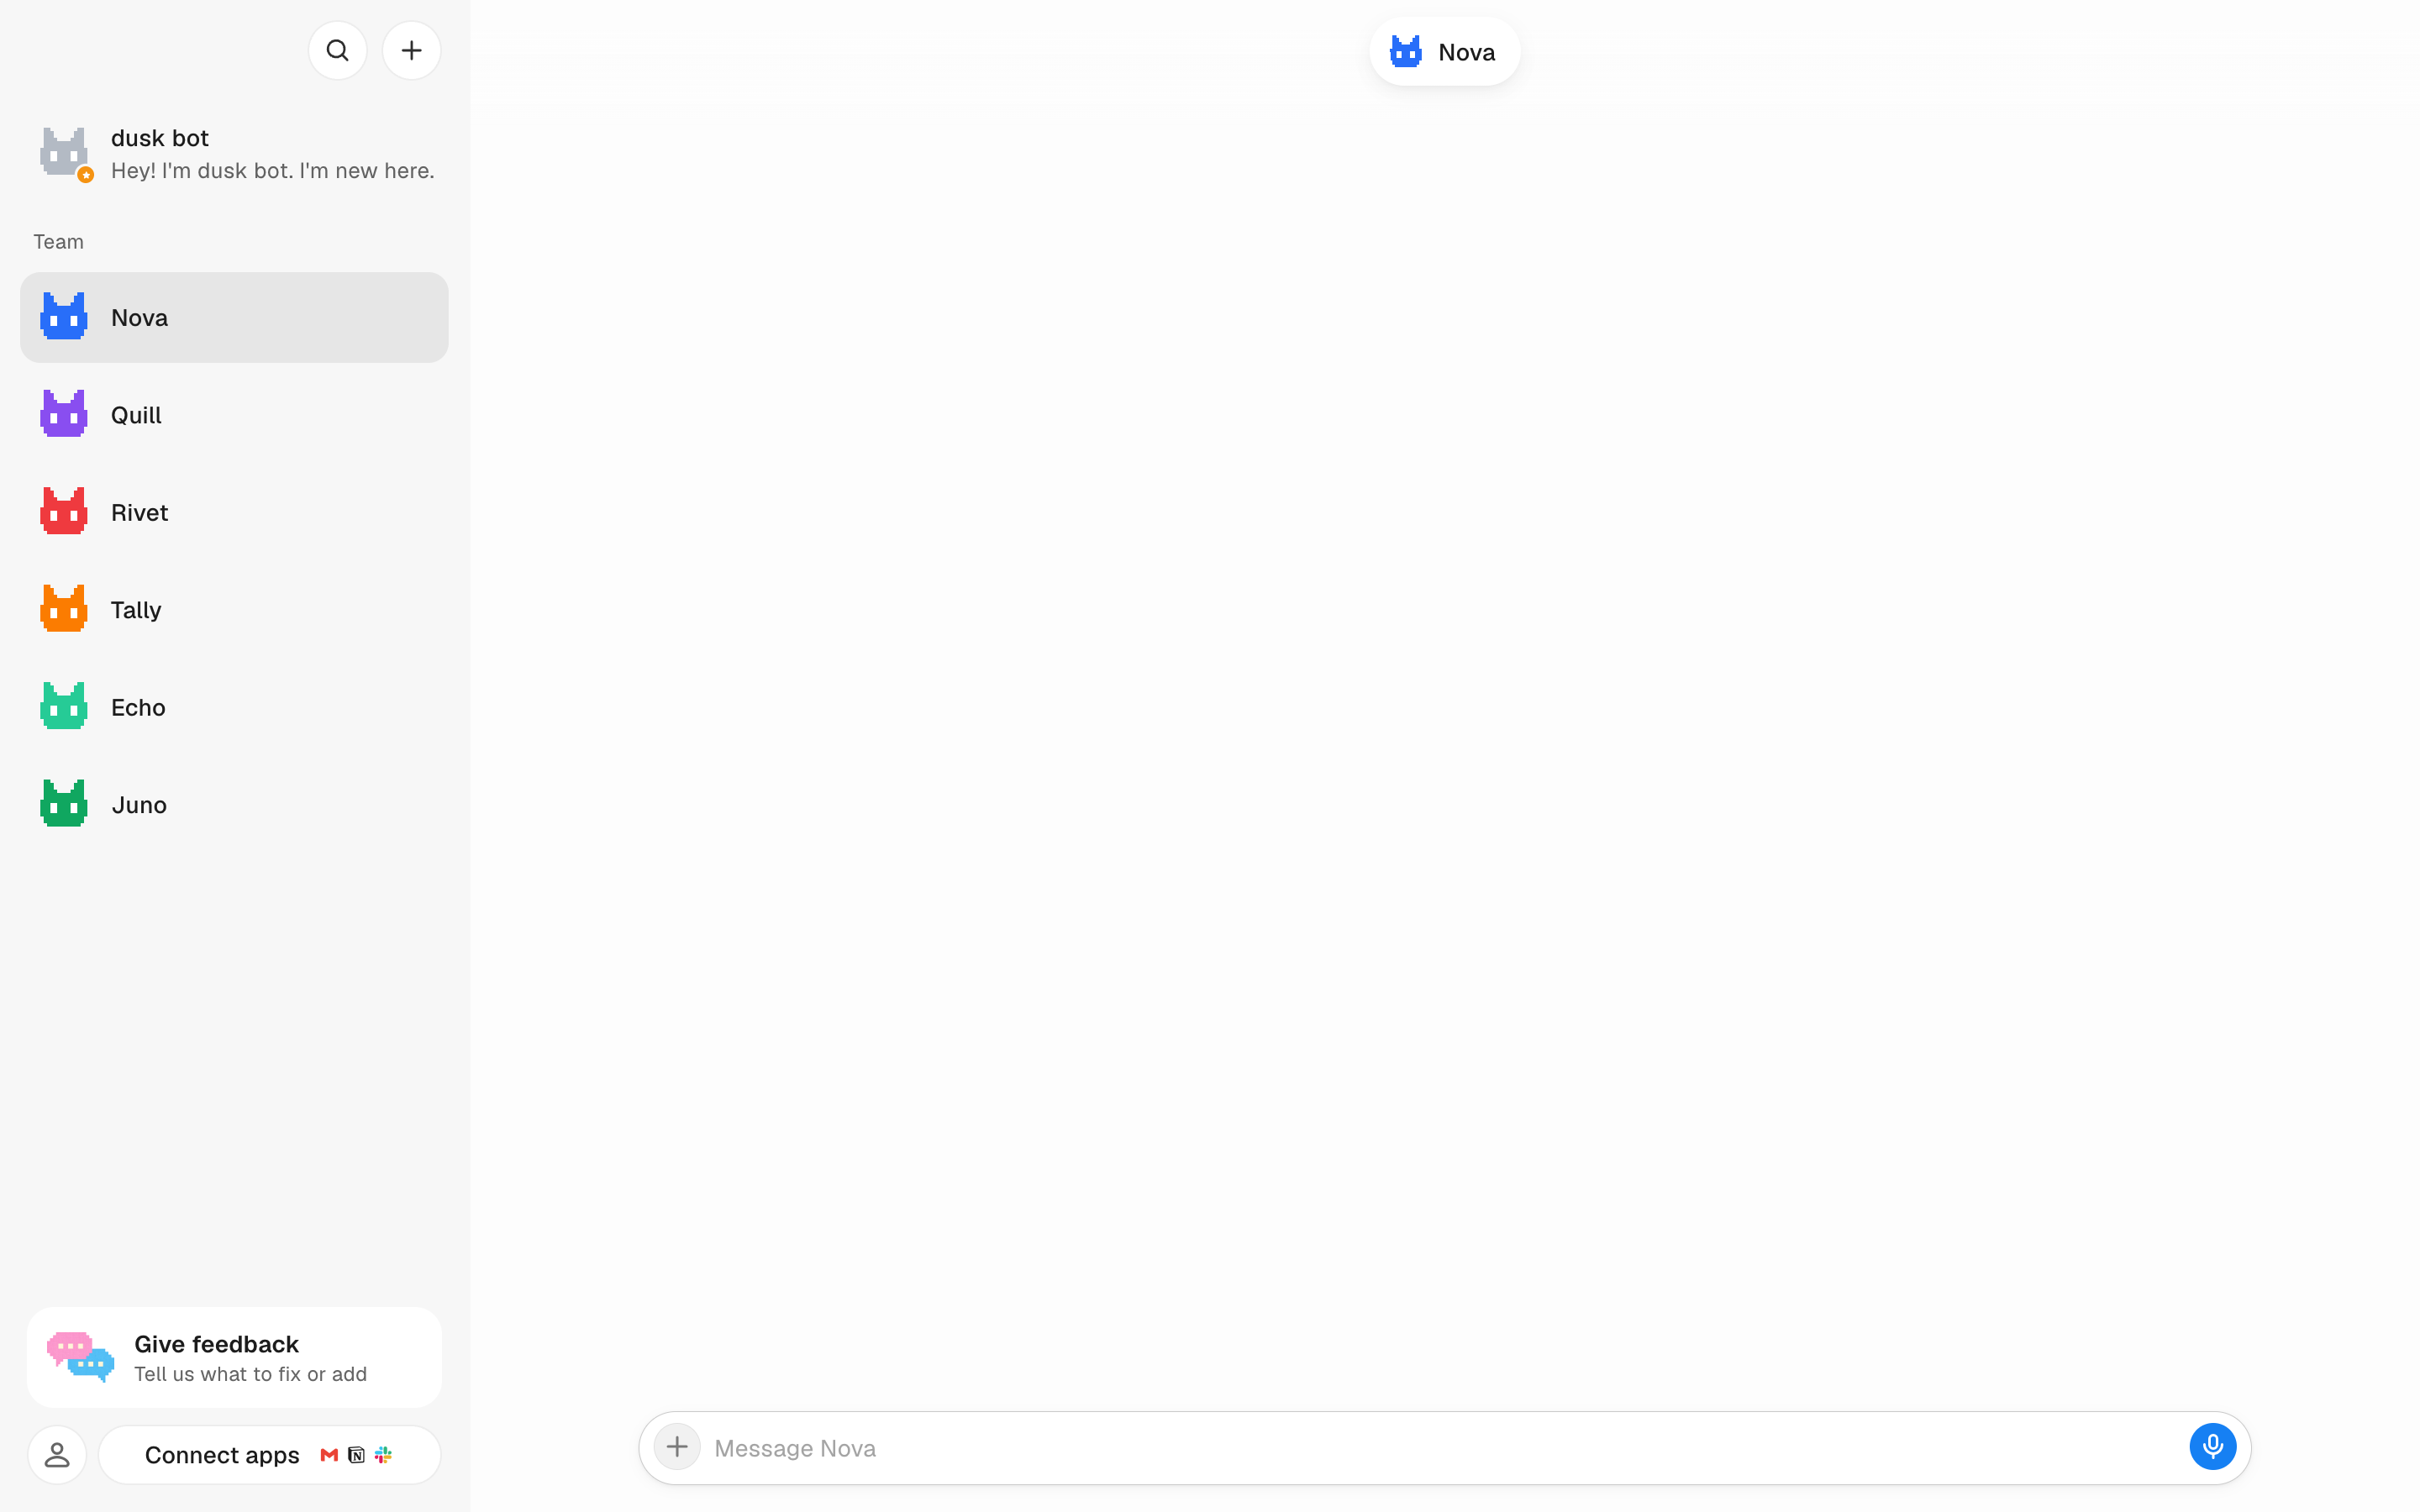 dusk bot
Hey! I'm dusk bot. I'm new here.
Team
Nova
Quill
Rivet
Tally
Echo
Juno
Give feedback
Tell us what to fix or add
Connect apps
Nova
Message Nova